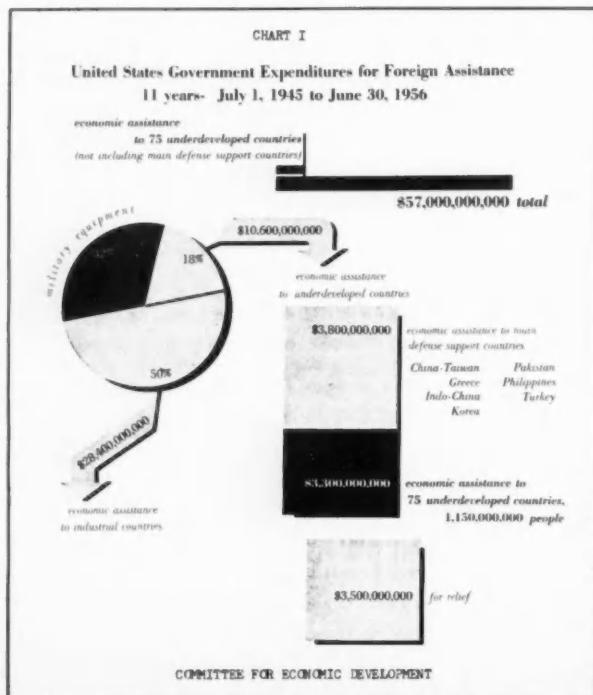 CHART I
United States Government Expenditures for Foreign Assistance
11 years- July 1, 1945 to June 30, 1956
economic assistance
to 75 underdeveloped countries
(not including main defense support countries)
$57,000,000,000 total
military equipment
18%
50%
$10,600,000,000
economic assistance
to underdeveloped countries
$28,400,000,000
economic assistance
to industrial countries
$3,800,000,000
economic assistance to main
defense support countries
China-Taiwan Pakistan
Greece Philippines
Indo-China Turkey
Korea
$3,300,000,000
economic assistance to
75 underdeveloped countries,
1,150,000,000 people
$3,500,000,000
for relief
COMMITTEE FOR ECONOMIC DEVELOPMENT